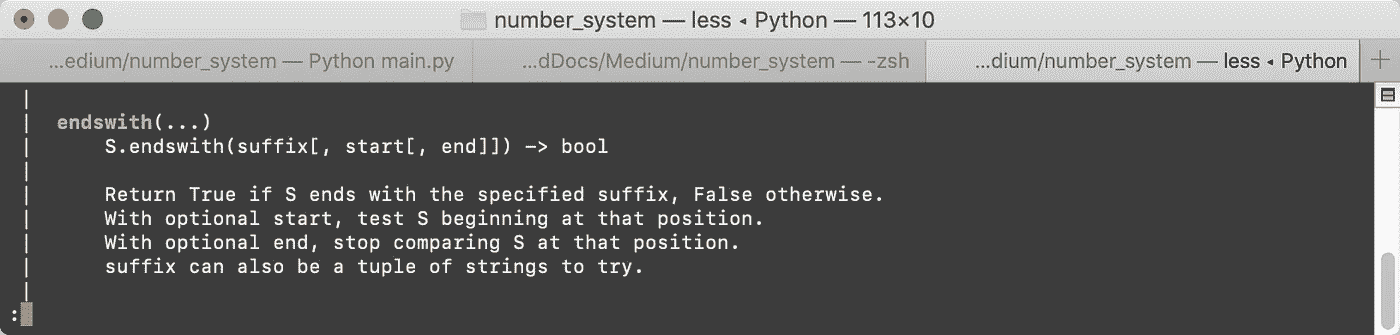 number_system — less ◂ Python — 113×10
...edium/number_system — Python main.py
...dDocs/Medium/number_system — -zsh
...dium/number_system — less ◂ Python
|
|  endswith(...)
|      S.endswith(suffix[, start[, end]]) -> bool
|
|      Return True if S ends with the specified suffix, False otherwise.
|      With optional start, test S beginning at that position.
|      With optional end, stop comparing S at that position.
|      suffix can also be a tuple of strings to try.
|
: